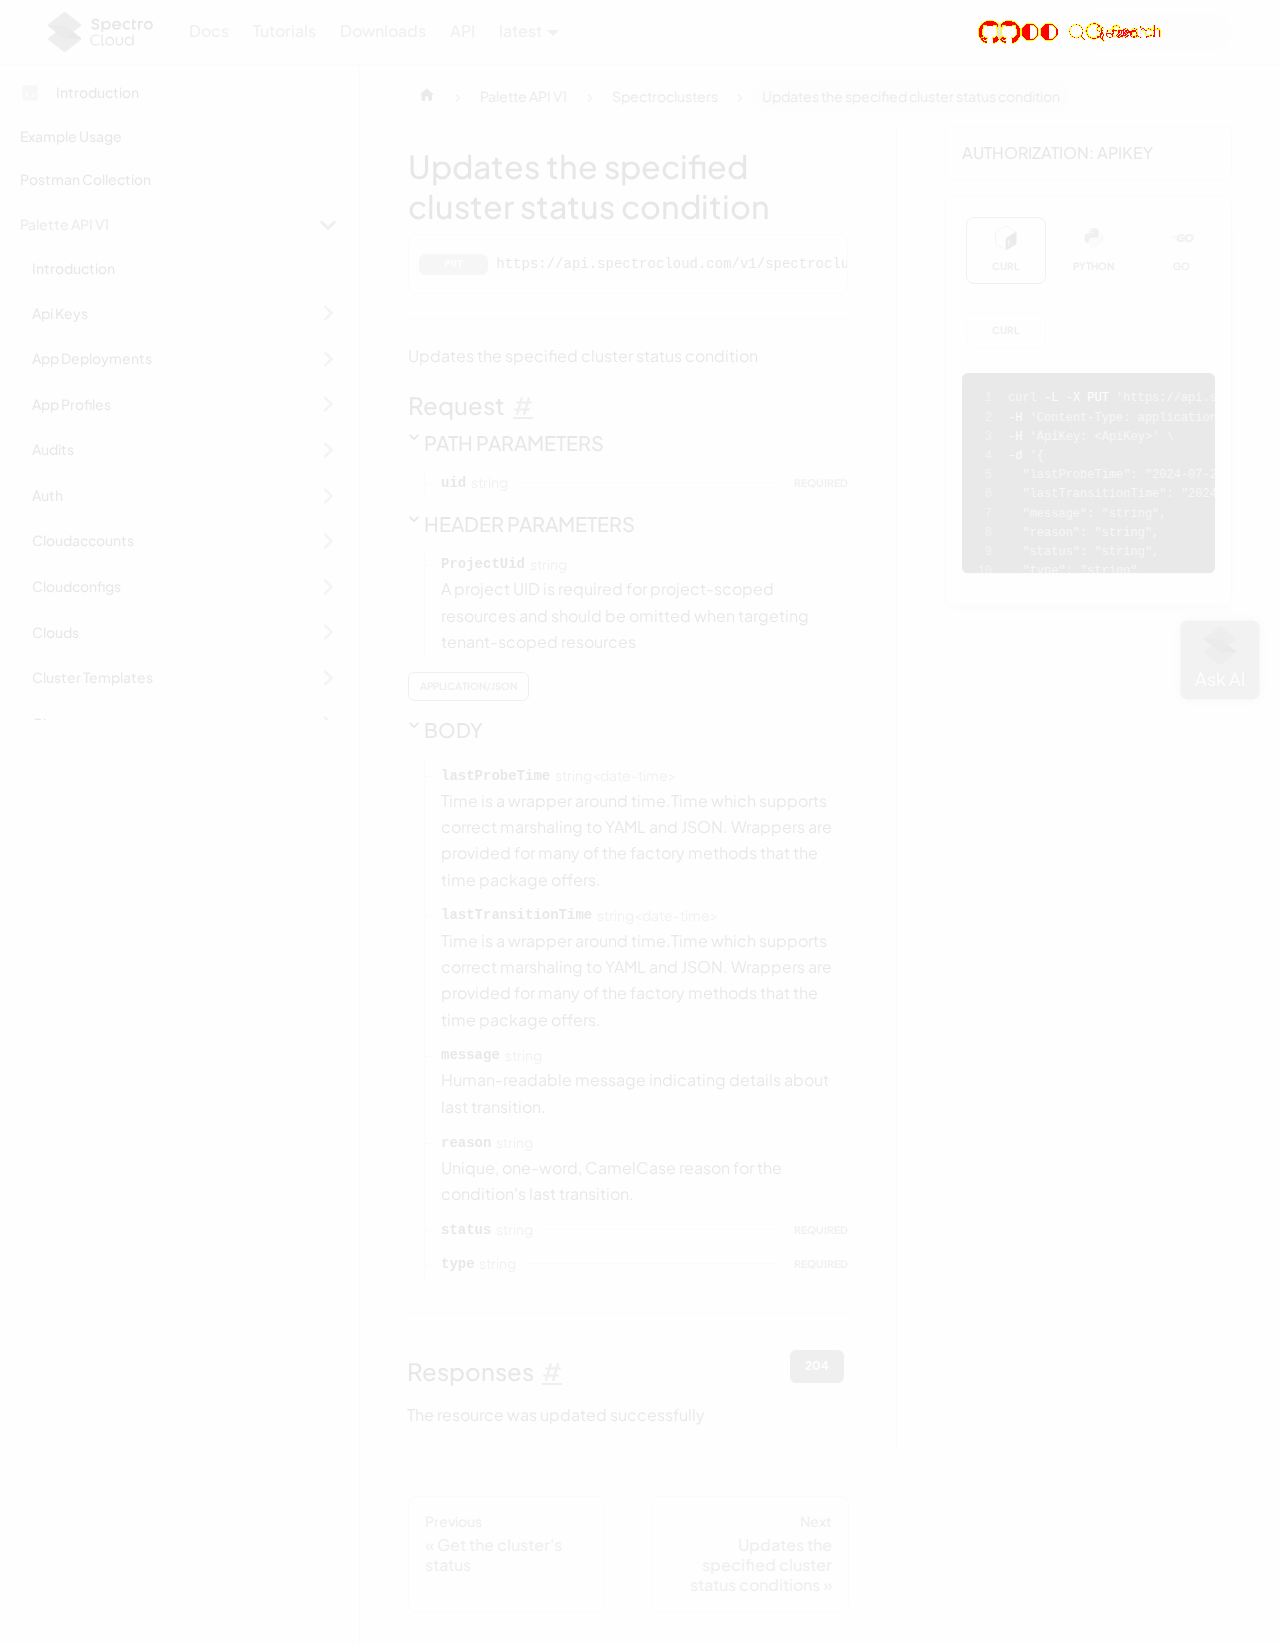 Spectro
Cloud
Docs
Tutorials
Downloads
API
latest
Search
Introduction
Example Usage
Postman Collection
Palette API V1
Introduction
Api Keys
App Deployments
App Profiles
Audits
Auth
Cloudaccounts
Cloudconfigs
Clouds
Cluster Templates
Palette API V1
Spectroclusters
Updates the specified cluster status condition
Updates the specified
cluster status condition
PUT
https://api.spectrocloud.com/v1/spectroclu
Updates the specified cluster status condition
Request #
PATH PARAMETERS
uid string REQUIRED
HEADER PARAMETERS
ProjectUid string
A project UID is required for project-scoped
resources and should be omitted when targeting
tenant-scoped resources
APPLICATION/JSON
BODY
lastProbeTime string<date-time>
Time is a wrapper around time.Time which supports
correct marshaling to YAML and JSON. Wrappers are
provided for many of the factory methods that the
time package offers.
lastTransitionTime string<date-time>
Time is a wrapper around time.Time which supports
correct marshaling to YAML and JSON. Wrappers are
provided for many of the factory methods that the
time package offers.
message string
Human-readable message indicating details about
last transition.
reason string
Unique, one-word, CamelCase reason for the
condition's last transition.
status string REQUIRED
type string REQUIRED
Responses #
204
The resource was updated successfully
Previous
« Get the cluster's
status
Next
Updates the
specified cluster
status conditions »
AUTHORIZATION: APIKEY
CURL
PYTHON
GO
CURL
1 curl -L -X PUT 'https://api.s
2 -H 'Content-Type: application
3 -H 'ApiKey: <ApiKey>' \
4 -d '{
5 "lastProbeTime": "2024-07-2
6 "lastTransitionTime": "2024
7 "message": "string",
8 "reason": "string",
9 "status": "string",
10 "type": "string"
Ask AI